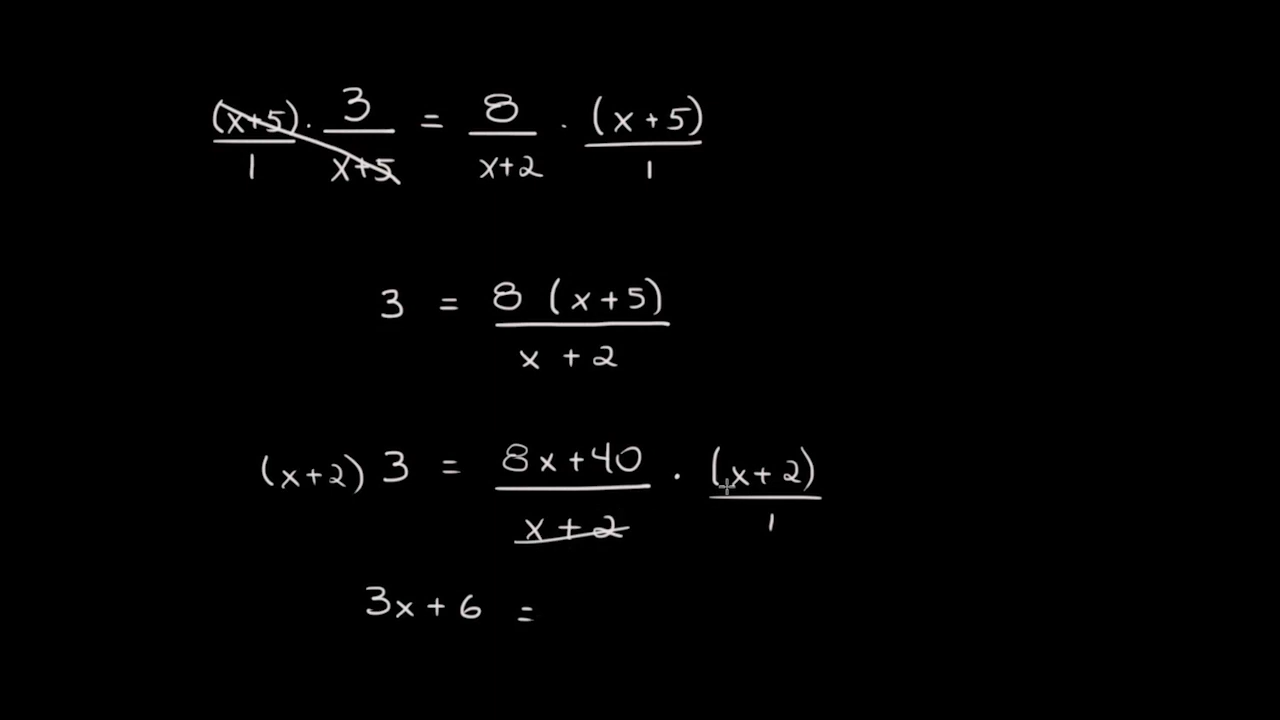 (x+5)/1 · 3/(x+5) = 8/(x+2) · (x+5)/1
3 = 8 (x+5)/(x + 2)
(x+2) 3 = (8x+40)/(x + 2) · (x + 2)/1
3x + 6 =